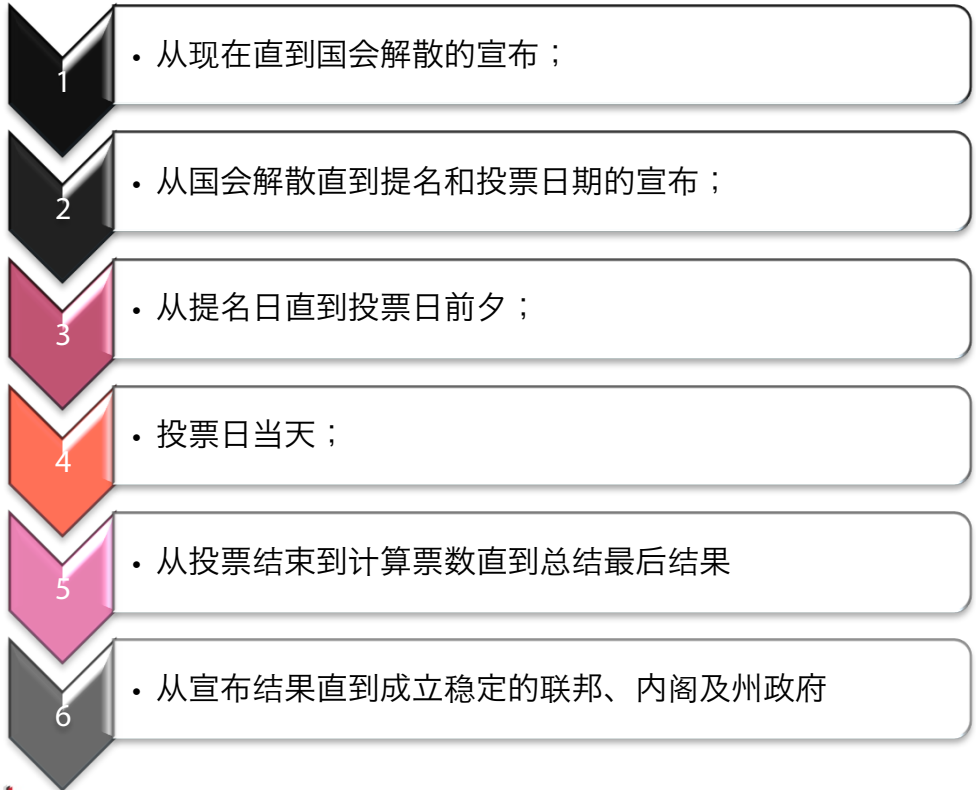 1
• 从现在直到国会解散的宣布；
2
• 从国会解散直到提名和投票日期的宣布；
3
• 从提名日直到投票日前夕；
4
• 投票日当天；
5
• 从投票结束到计算票数直到总结最后结果
6
• 从宣布结果直到成立稳定的联邦、内阁及州政府